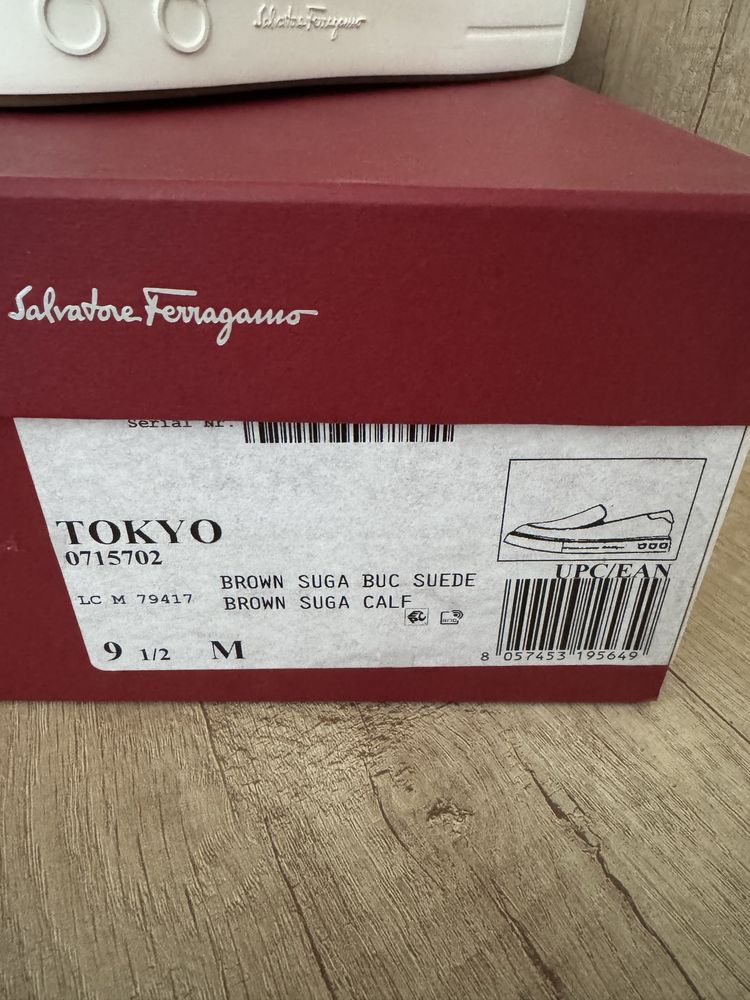 Salvatore Ferragamo
Salvatore Ferragamo
Serial Nr.
TOKYO
0715702
BROWN SUGA BUC SUEDE
LC M 79417 BROWN SUGA CALF
9 1/2 M
UPC/EAN
8 057453 195649